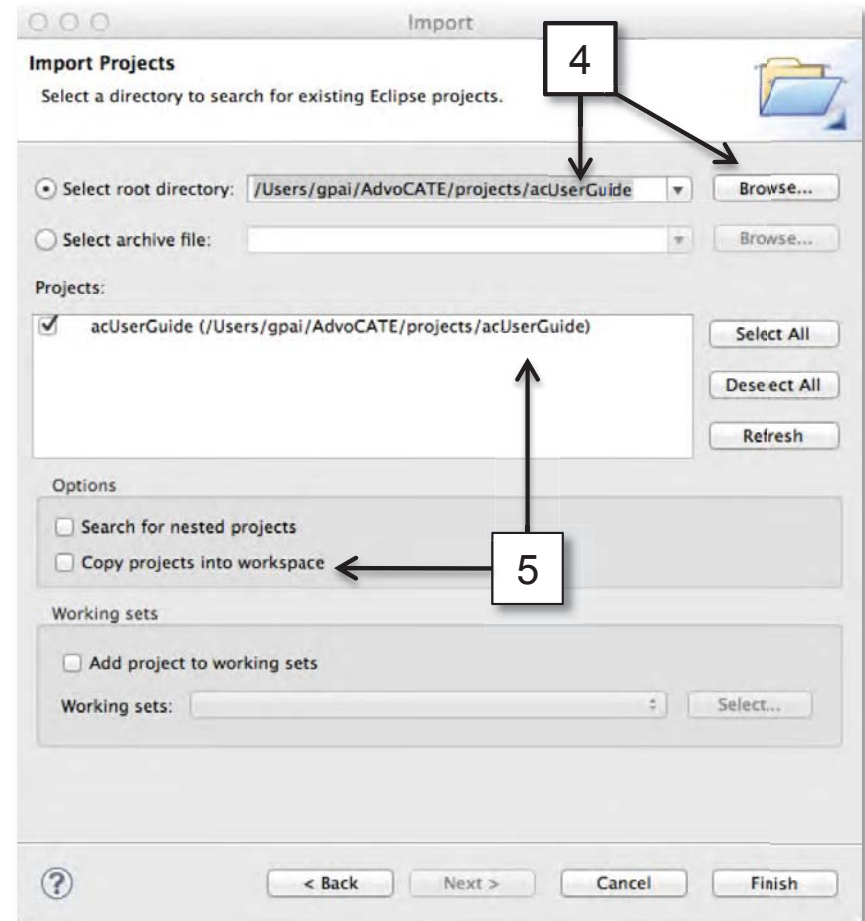 Import
Import Projects
Select a directory to search for existing Eclipse projects.
4
Select root directory: /Users/gpai/AdvoCATE/projects/acUserGuide Browse...
Select archive file: Browse...
Projects:
acUserGuide (/Users/gpai/AdvoCATE/projects/acUserGuide)
Select All
Deselect All
Refresh
Options
Search for nested projects
Copy projects into workspace
5
Working sets
Add project to working sets
Working sets: Select...
? < Back Next > Cancel Finish